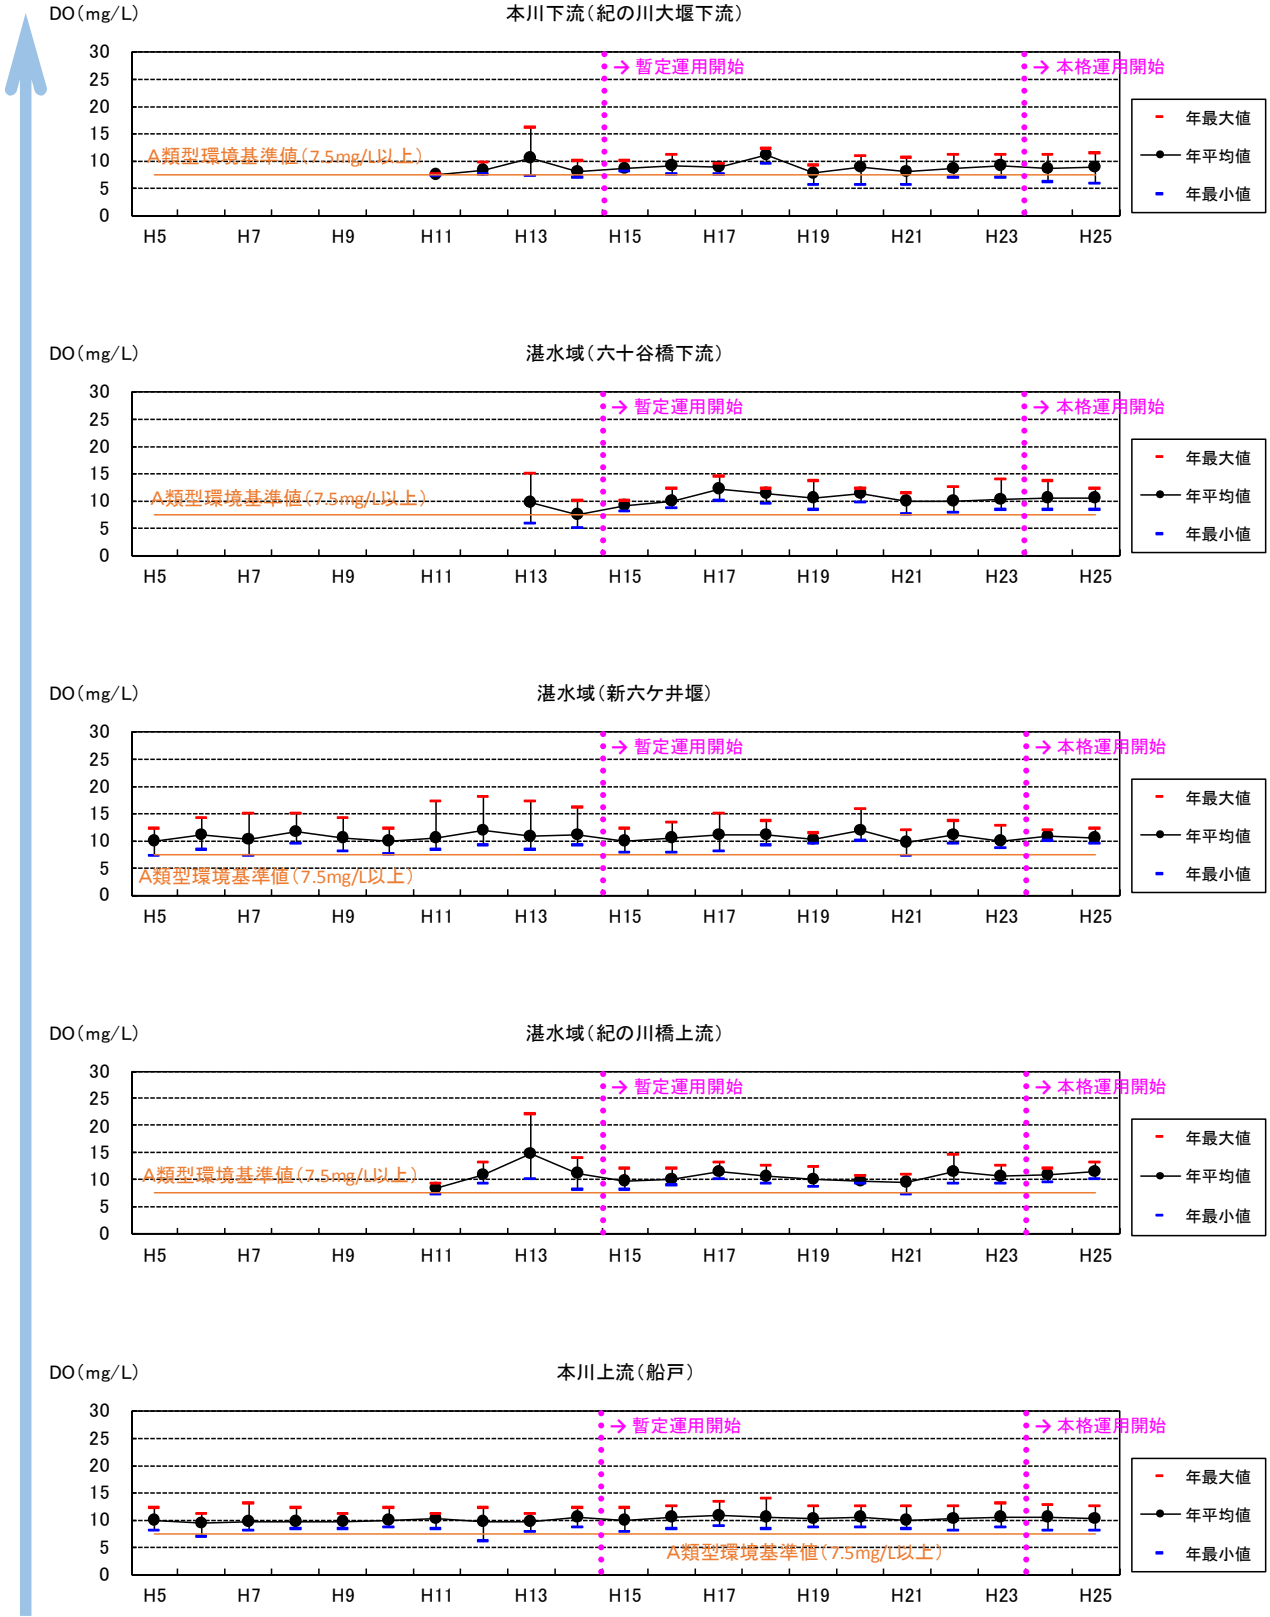 DO(mg/L)
本川下流(紀の川大堰下流)
30
→ 暫定運用開始
→ 本格運用開始
25
20
年最大値
15
A類型環境基準値(7.5mg/L以上)
年平均値
10
5
年最小値
0
H5 H7 H9 H11 H13 H15 H17 H19 H21 H23 H25
DO(mg/L)
湛水域(六十谷橋下流)
30
→ 暫定運用開始
→ 本格運用開始
25
20
年最大値
15
A類型環境基準値(7.5mg/L以上)
年平均値
10
5
年最小値
0
H5 H7 H9 H11 H13 H15 H17 H19 H21 H23 H25
DO(mg/L)
湛水域(新六ケ井堰)
30
→ 暫定運用開始
→ 本格運用開始
25
20
年最大値
15
年平均値
10
5
A類型環境基準値(7.5mg/L以上)
年最小値
0
H5 H7 H9 H11 H13 H15 H17 H19 H21 H23 H25
DO(mg/L)
湛水域(紀の川橋上流)
30
→ 暫定運用開始
→ 本格運用開始
25
20
年最大値
15
A類型環境基準値(7.5mg/L以上)
年平均値
10
5
年最小値
0
H5 H7 H9 H11 H13 H15 H17 H19 H21 H23 H25
DO(mg/L)
本川上流(船戸)
30
→ 暫定運用開始
→ 本格運用開始
25
20
年最大値
15
年平均値
10
5
A類型環境基準値(7.5mg/L以上)
年最小値
0
H5 H7 H9 H11 H13 H15 H17 H19 H21 H23 H25